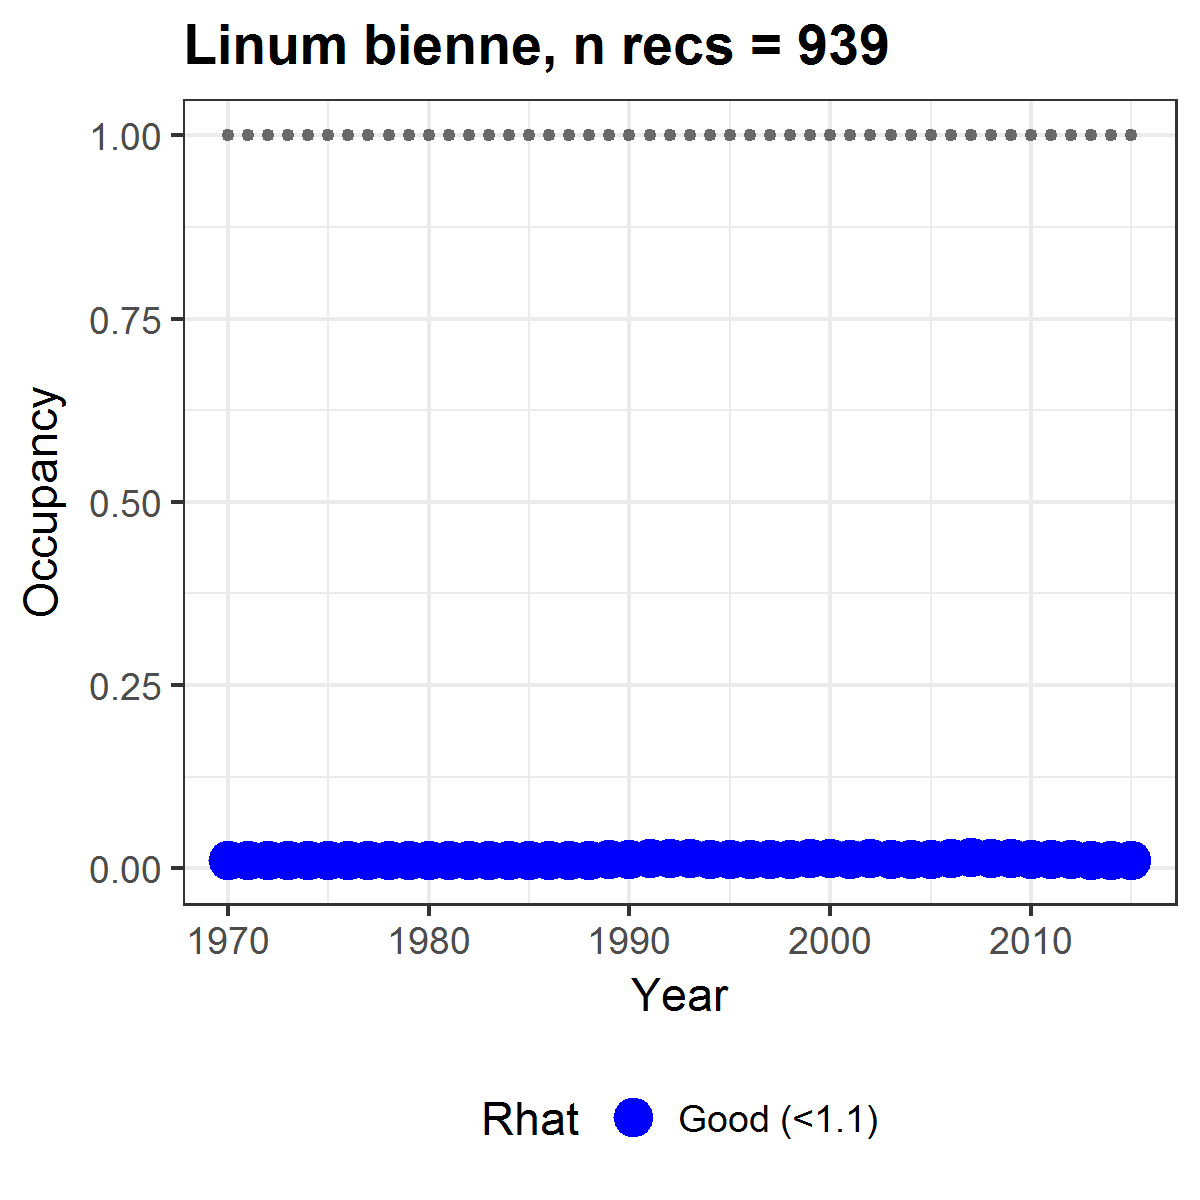 Linum bienne, n recs = 939
1.00
0.75
0.50
0.25
0.00
Occupancy
1970 1980 1990 2000 2010
Year
Rhat Good (<1.1)